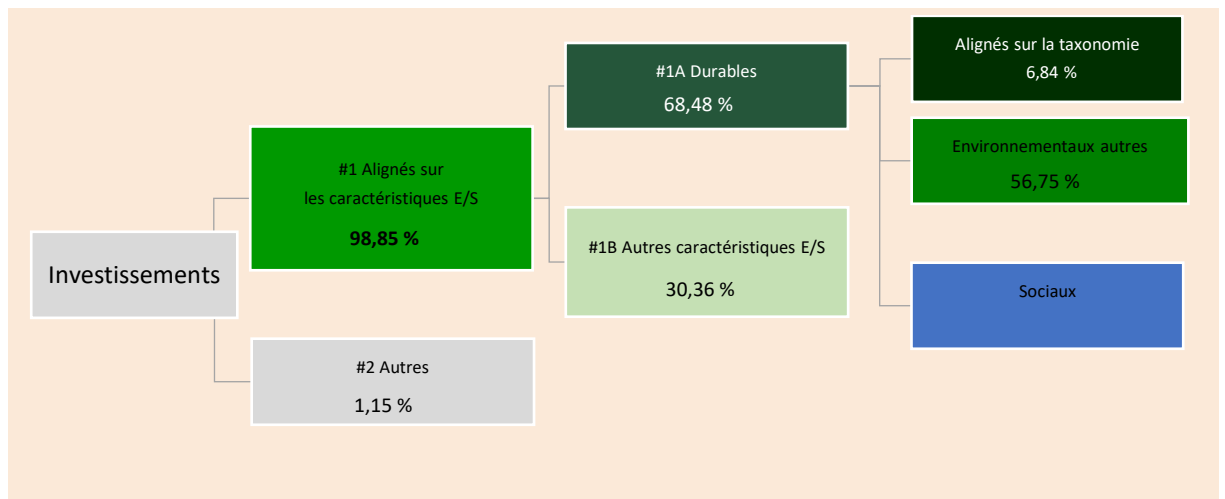 Investissements
#1 Alignés sur
les caractéristiques E/S
98,85 %
#2 Autres
1,15 %
#1A Durables
68,48 %
#1B Autres caractéristiques E/S
30,36 %
Alignés sur la taxonomie
6,84 %
Environnementaux autres
56,75 %
Sociaux